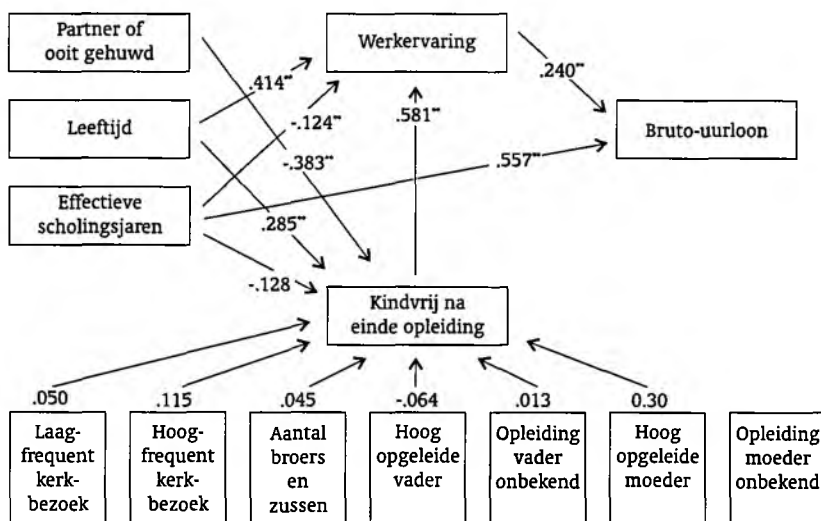 Partner of
ooit gehuwd
Werkervaring
.414**
.240**
-.124**
.581**
Leeftijd
Bruto-uurloon
-.383**
.557**
Effectieve
scholingsjaren
.285**
-.128
Kindvrij na
einde opleiding
.050
.115
.045
-.064
.013
0.30
Laag-
frequent
kerk-
bezoek
Hoog-
frequent
kerk-
bezoek
Aantal
broers
en
zussen
Hoog
opgeleide
vader
Opleiding
vader
onbekend
Hoog
opgeleide
moeder
Opleiding
moeder
onbekend